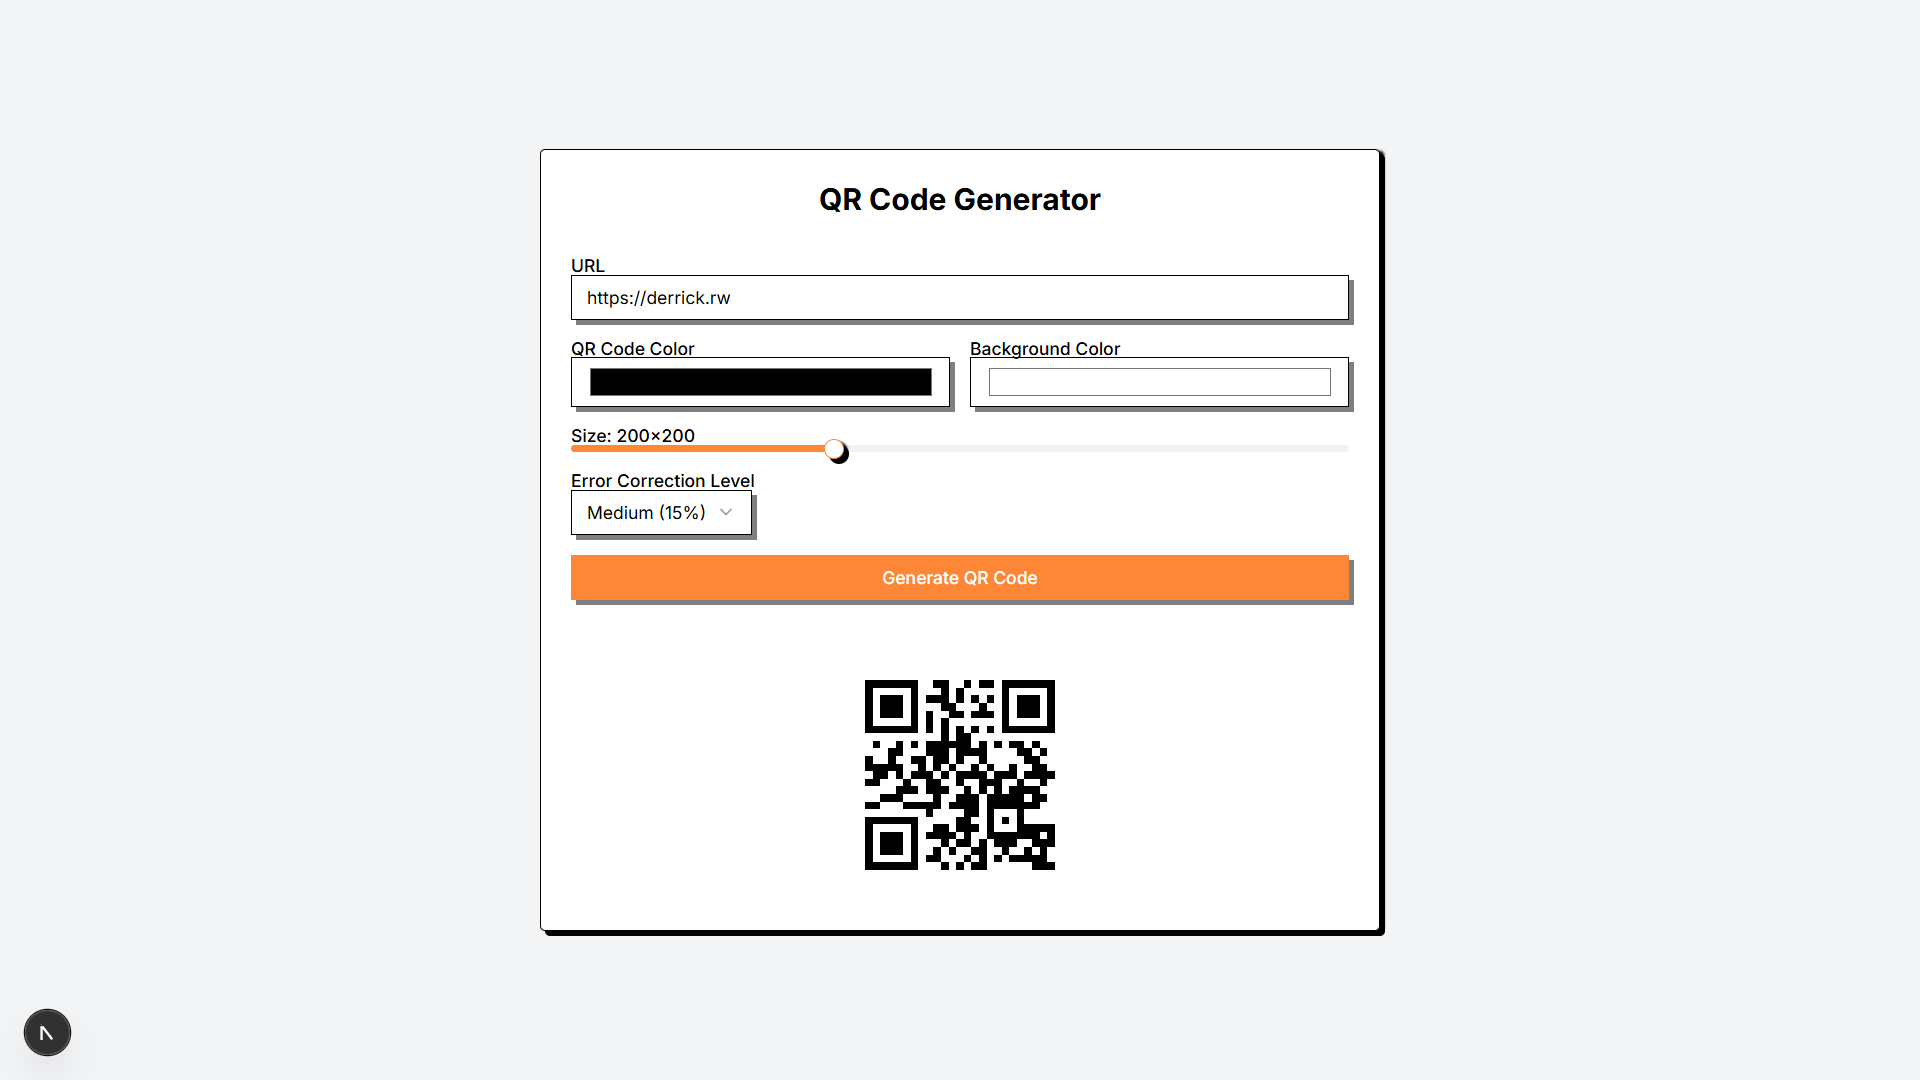 QR Code Generator
URL
https://derrick.rw
QR Code Color
Background Color
Size: 200×200
Error Correction Level
Medium (15%)
Generate QR Code